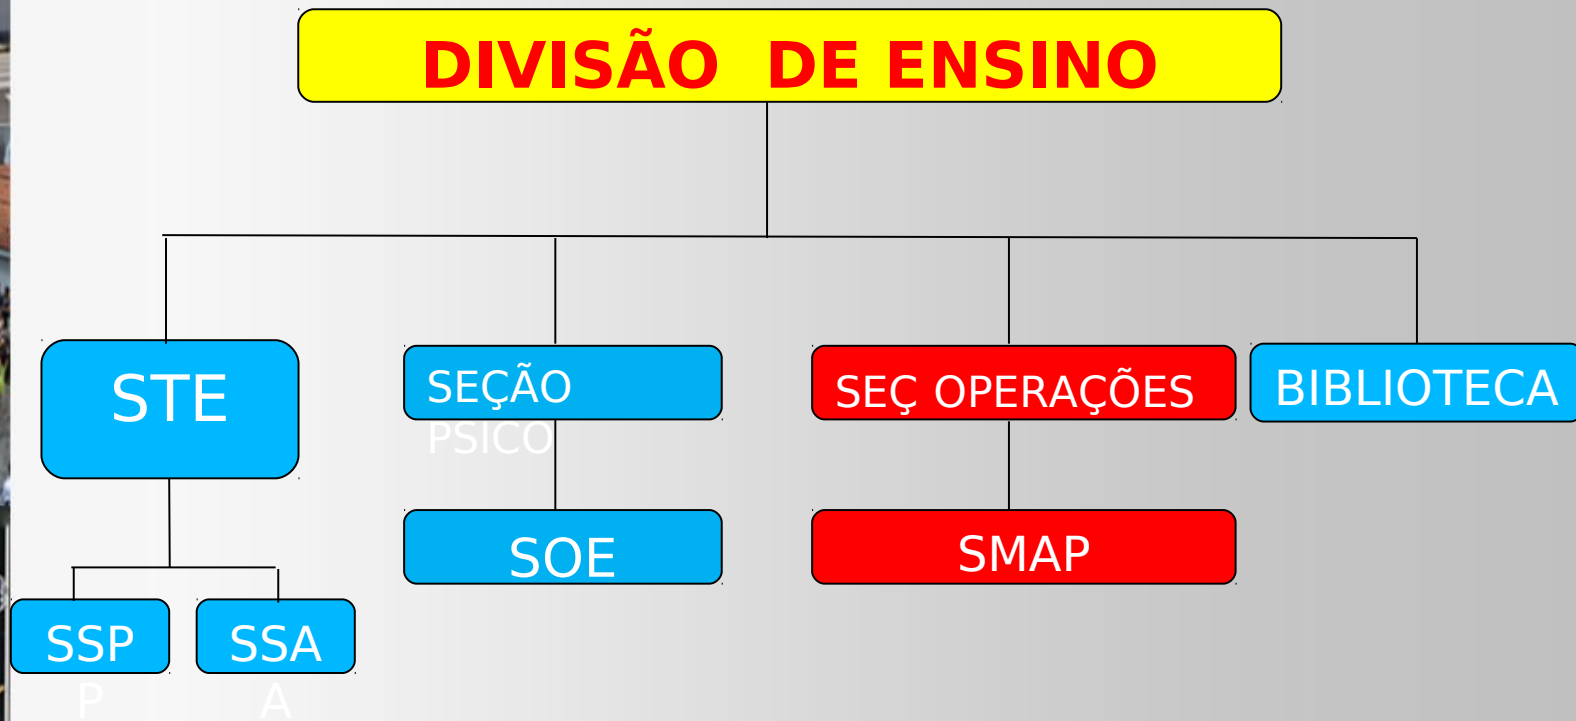 DIVISÃO DE ENSINO
STE
SEÇÃO
PSICO
SEÇ OPERAÇÕES
BIBLIOTECA
SOE
SMAP
SSP
P
SSA
A